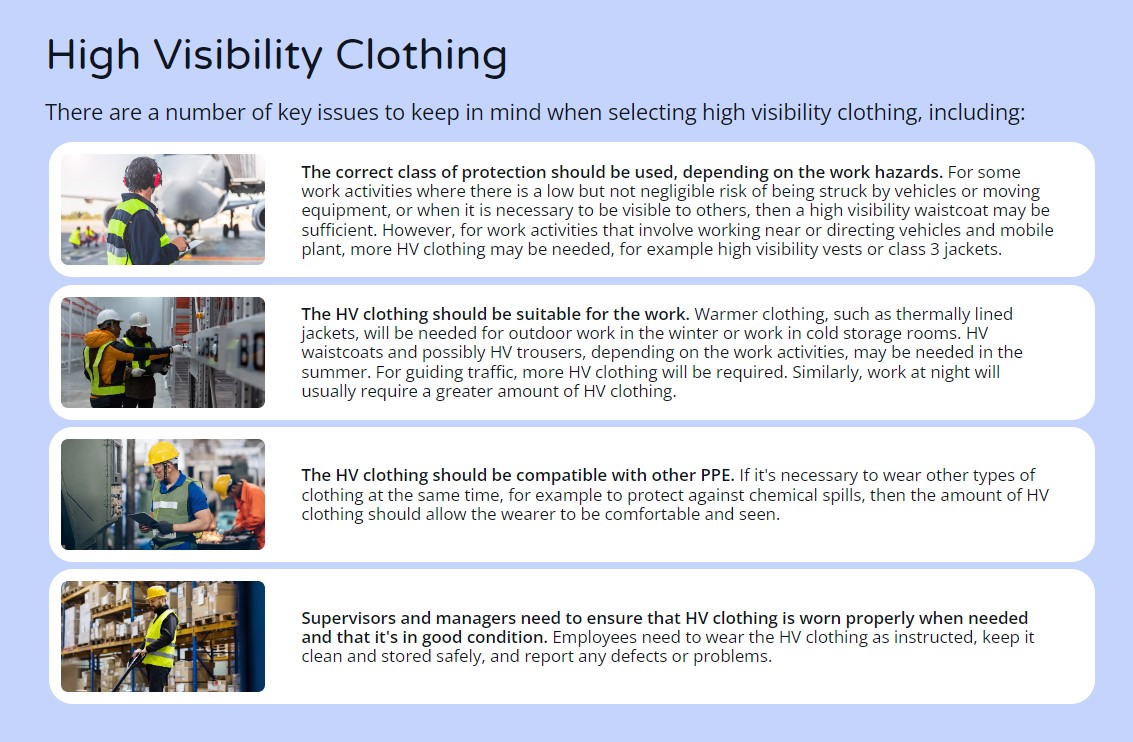 High Visibility Clothing
There are a number of key issues to keep in mind when selecting high visibility clothing, including:
The correct class of protection should be used, depending on the work hazards. For some
work activities where there is a low but not negligible risk of being struck by vehicles or moving
equipment, or when it is necessary to be visible to others, then a high visibility waistcoat may be
sufficient. However, for work activities that involve working near or directing vehicles and mobile
plant, more HV clothing may be needed, for example high visibility vests or class 3 jackets.
The HV clothing should be suitable for the work. Warmer clothing, such as thermally lined
jackets, will be needed for outdoor work in the winter or work in cold storage rooms. HV
waistcoats and possibly HV trousers, depending on the work activities, may be needed in the
summer. For guiding traffic, more HV clothing will be required. Similarly, work at night will
usually require a greater amount of HV clothing.
The HV clothing should be compatible with other PPE. If it's necessary to wear other types of
clothing at the same time, for example to protect against chemical spills, then the amount of HV
clothing should allow the wearer to be comfortable and seen.
Supervisors and managers need to ensure that HV clothing is worn properly when needed
and that it's in good condition. Employees need to wear the HV clothing as instructed, keep it
clean and stored safely, and report any defects or problems.